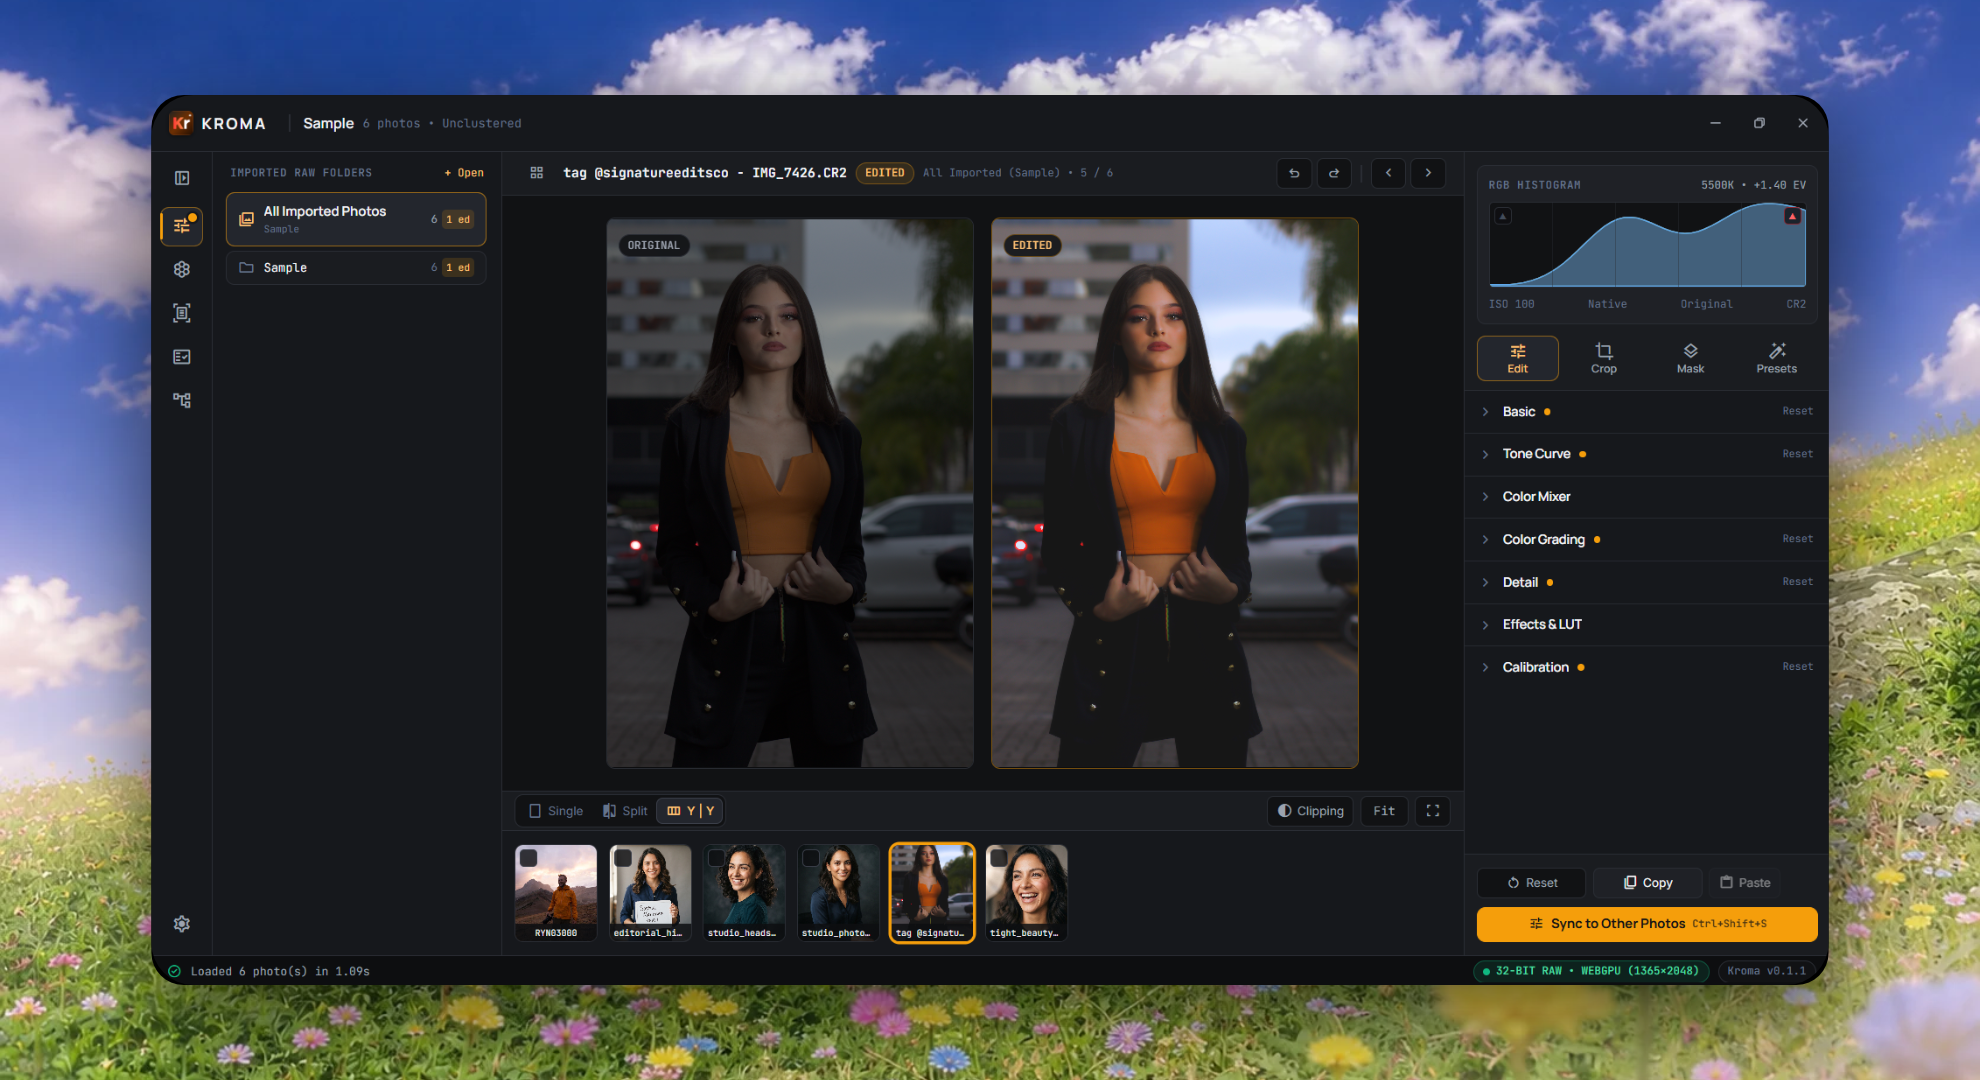 Kr KROMA Sample 6 photos • Unclustered
IMPORTED RAW FOLDERS + Open
All Imported Photos
Sample
6 1 ed
Sample 6 1 ed
tag @signatureeditsco - IMG_7426.CR2 EDITED All Imported (Sample) • 5 / 6
ORIGINAL
EDITED
RGB HISTOGRAM 5500K • +1.40 EV
ISO 100 Native Original CR2
Edit Crop Mask Presets
Basic Reset
Tone Curve Reset
Color Mixer
Color Grading Reset
Detail Reset
Effects & LUT
Calibration Reset
Single Split Y|Y Clipping Fit
RYN03000 editorial_hi… studio_heads… studio_photo… tag @signatu… tight_beauty…
Reset Copy Paste
Sync to Other Photos Ctrl+Shift+S
Loaded 6 photo(s) in 1.09s
32-BIT RAW • WEBGPU (1365×2048) Kroma v0.1.1